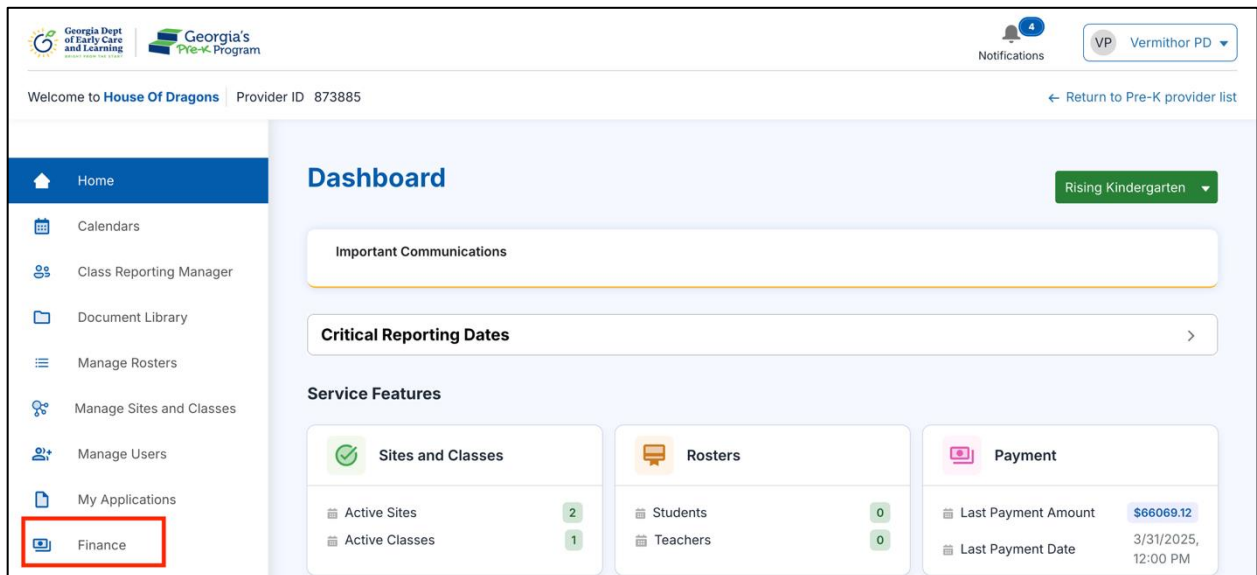 Georgia Dept
of Early Care
and Learning
BRIGHT FROM THE START
Georgia's
Pre-K Program
4
Notifications
VP Vermithor PD
Welcome to House Of Dragons Provider ID 873885
← Return to Pre-K provider list
Home
Calendars
Class Reporting Manager
Document Library
Manage Rosters
Manage Sites and Classes
Manage Users
My Applications
Finance
Dashboard
Rising Kindergarten
Important Communications
Critical Reporting Dates
Service Features
Sites and Classes
Active Sites 2
Active Classes 1
Rosters
Students 0
Teachers 0
Payment
Last Payment Amount $66069.12
Last Payment Date 3/31/2025,
12:00 PM